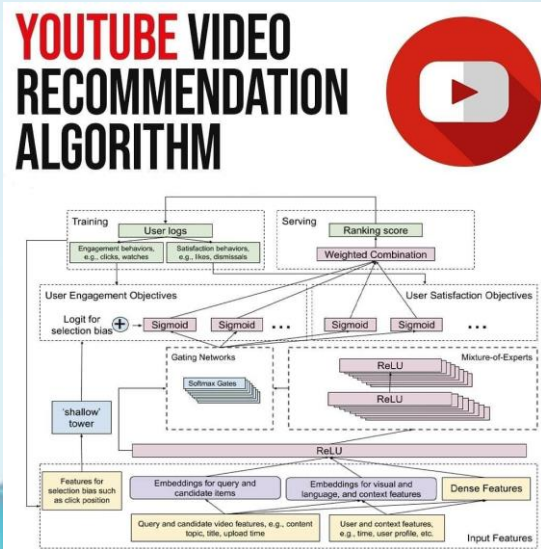 YOUTUBE VIDEO
RECOMMENDATION
ALGORITHM
Training
User logs
Engagement behaviors,
e.g., clicks, watches
Satisfaction behaviors,
e.g., likes, dismissals
Serving
Ranking score
Weighted Combination
User Engagement Objectives
User Satisfaction Objectives
Logit for
selection bias
+
Sigmoid
Sigmoid
...
Sigmoid
Sigmoid
...
Gating Networks
Softmax Gates
Mixture-of-Experts
ReLU
ReLU
'shallow'
tower
ReLU
Features for
selection bias such
as click position
Embeddings for query and
candidate items
Embeddings for visual and
language, and context features
Dense Features
Query and candidate video features, e.g., content
topic, title, upload time
User and context features,
e.g., time, user profile, etc.
Input Features